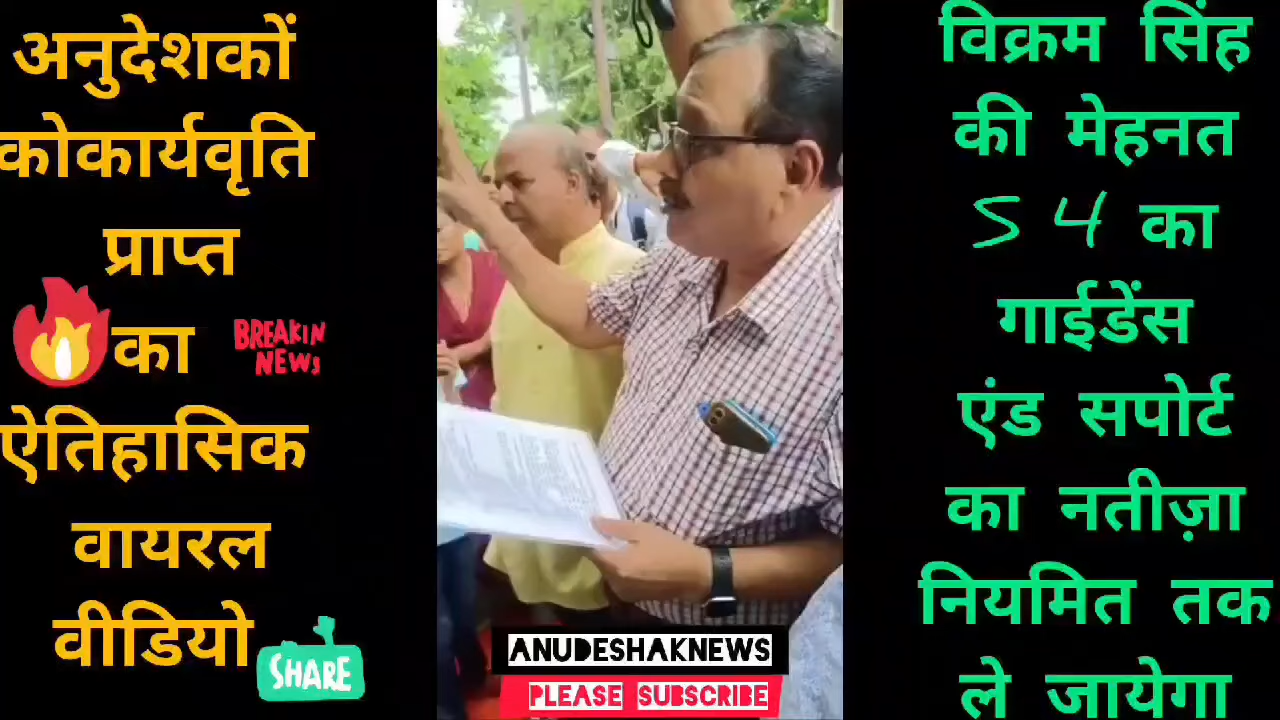 अनुदेशकों
कोकार्यवृति
प्राप्त
का
BREAKIN
NEWS
ऐतिहासिक
वायरल
वीडियो
SHARE
ANUDESHAKNEWS
PLEASE SUBSCRIBE
विक्रम सिंह
की मेहनत
S 4 का
गाईडेंस
एंड सपोर्ट
का नतीज़ा
नियमित तक
ले जायेगा